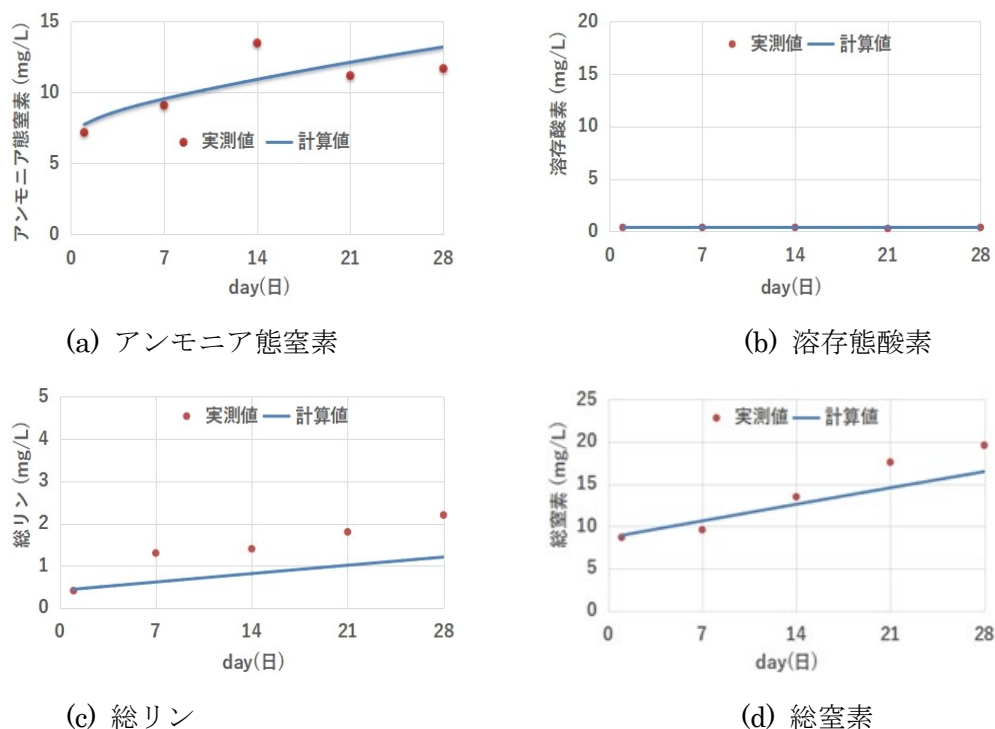 15
10
5
0
アンモニア態窒素 (mg/L)
実測値 計算値
0 7 14 21 28
day(日)
(a) アンモニア態窒素
20
15
10
5
0
溶存酸素 (mg/L)
実測値 計算値
0 7 14 21 28
day(日)
(b) 溶存態酸素
5
4
3
2
1
0
総リン (mg/L)
実測値 計算値
0 7 14 21 28
day(日)
(c) 総リン
25
20
15
10
5
0
総窒素 (mg/L)
実測値 計算値
0 7 14 21 28
day(日)
(d) 総窒素